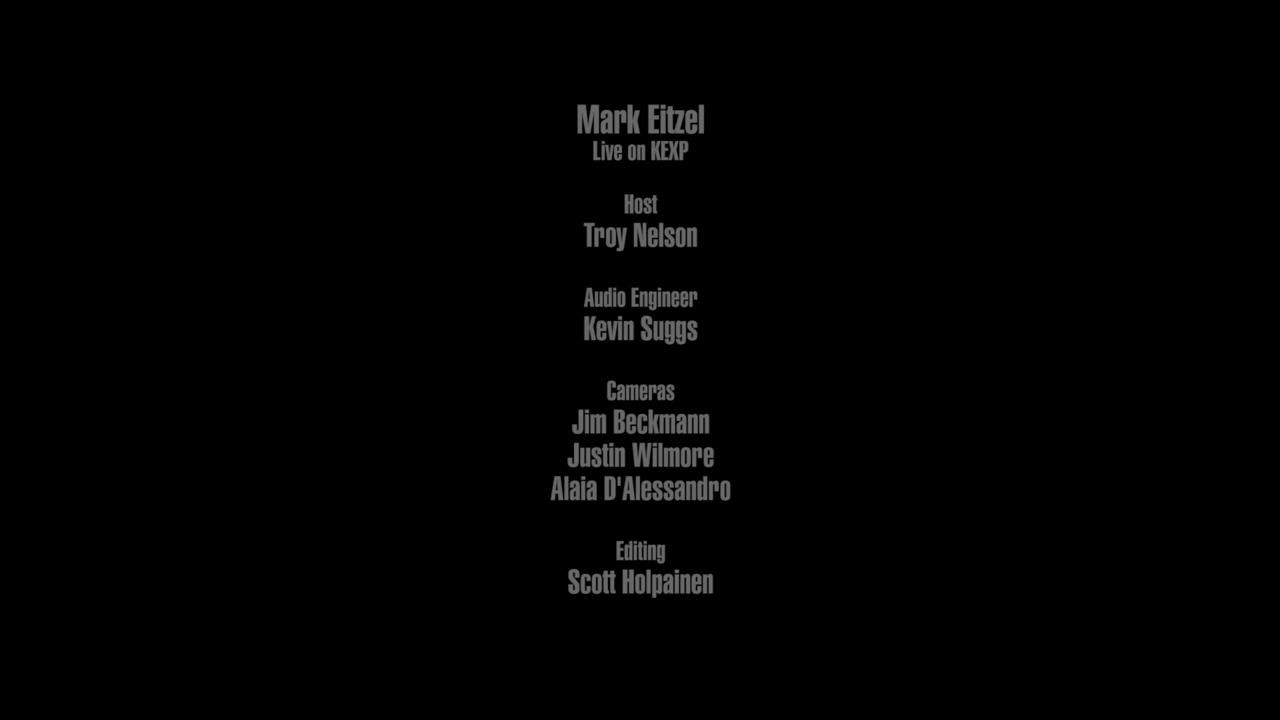 Mark Eitzel
Live on KEXP
Host
Troy Nelson
Audio Engineer
Kevin Suggs
Cameras
Jim Beckmann
Justin Wilmore
Alaia D'Alessandro
Editing
Scott Holpainen